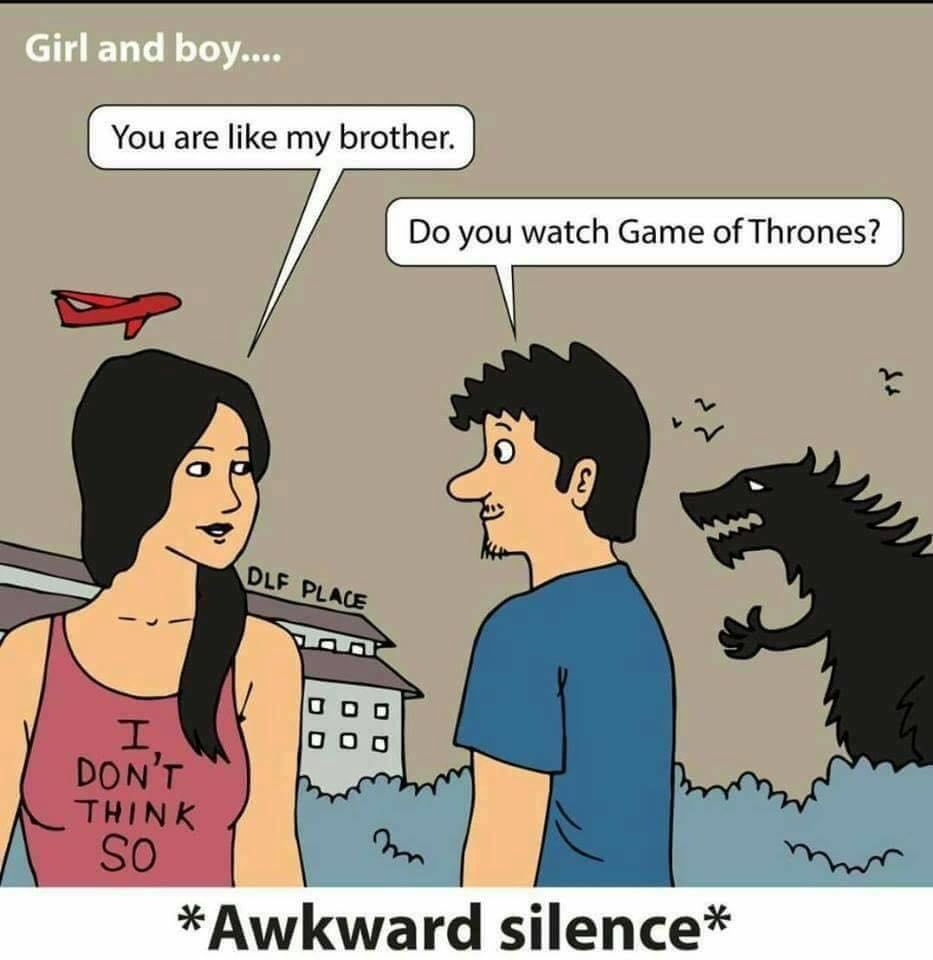 Girl and boy....
You are like my brother.
Do you watch Game of Thrones?
DLF PLACE
I
DON'T
THINK
SO
*Awkward silence*